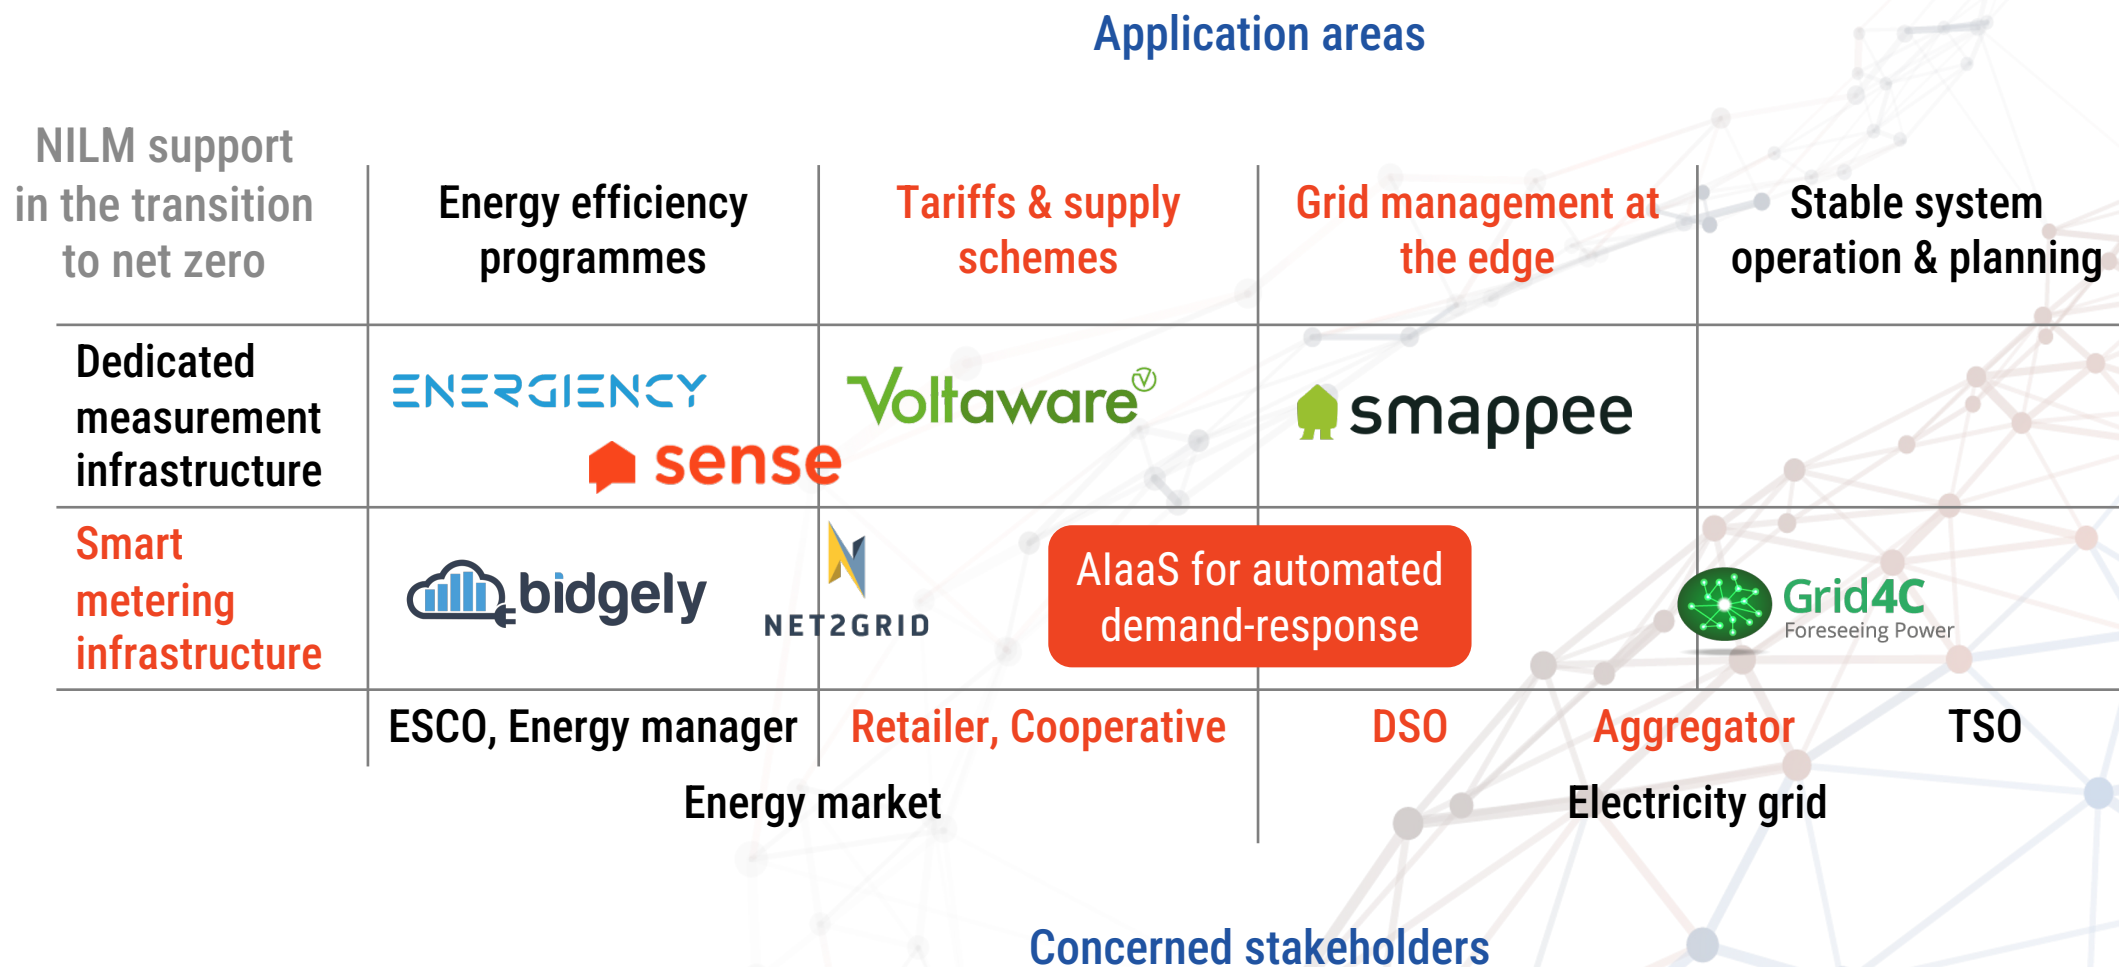 Application areas
NILM support
in the transition
to net zero
Energy efficiency
programmes
Tariffs & supply
schemes
Grid management at
the edge
Stable system
operation & planning
Dedicated
measurement
infrastructure
ENERGIENCY
sense
Voltaware
smappee
Smart
metering
infrastructure
bidgely
NET2GRID
AIaaS for automated
demand-response
Grid4C
Foreseeing Power
ESCO, Energy manager
Retailer, Cooperative
DSO
Aggregator
TSO
Energy market
Electricity grid
Concerned stakeholders